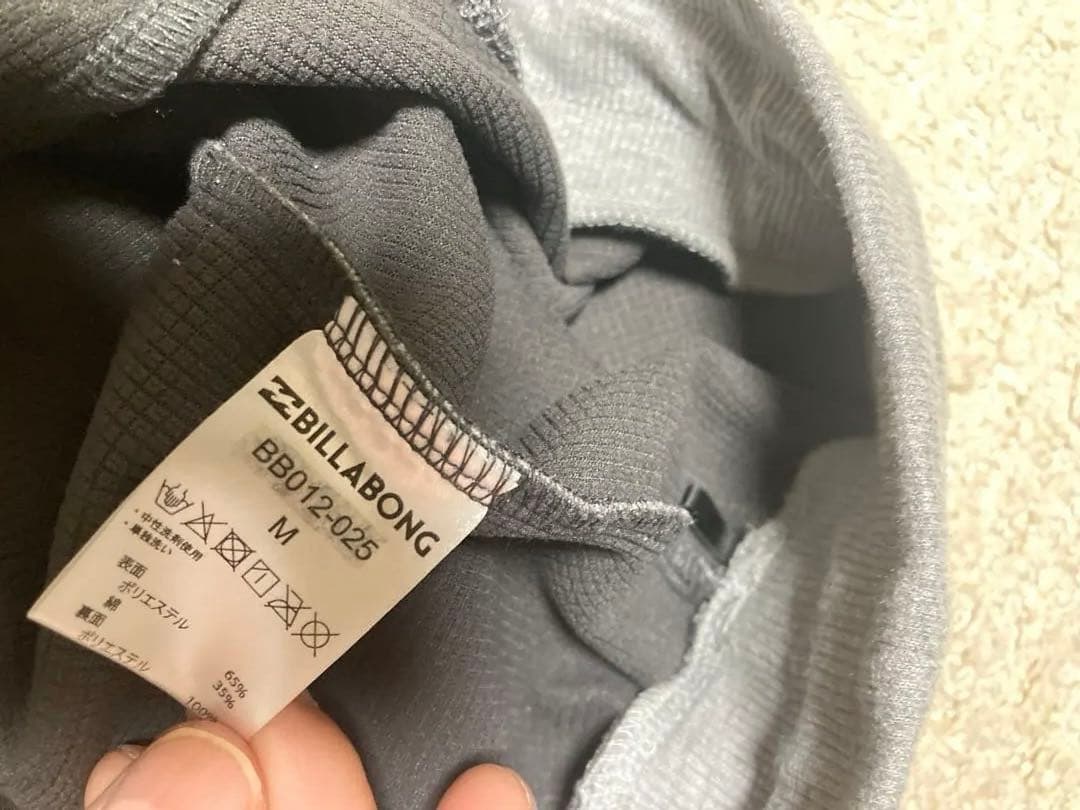 BILLABONG
BB012-025
M
・中性洗剤使用
・単独洗い
表面
ポリエステル 65%
綿 35%
裏面
ポリエステル 100%